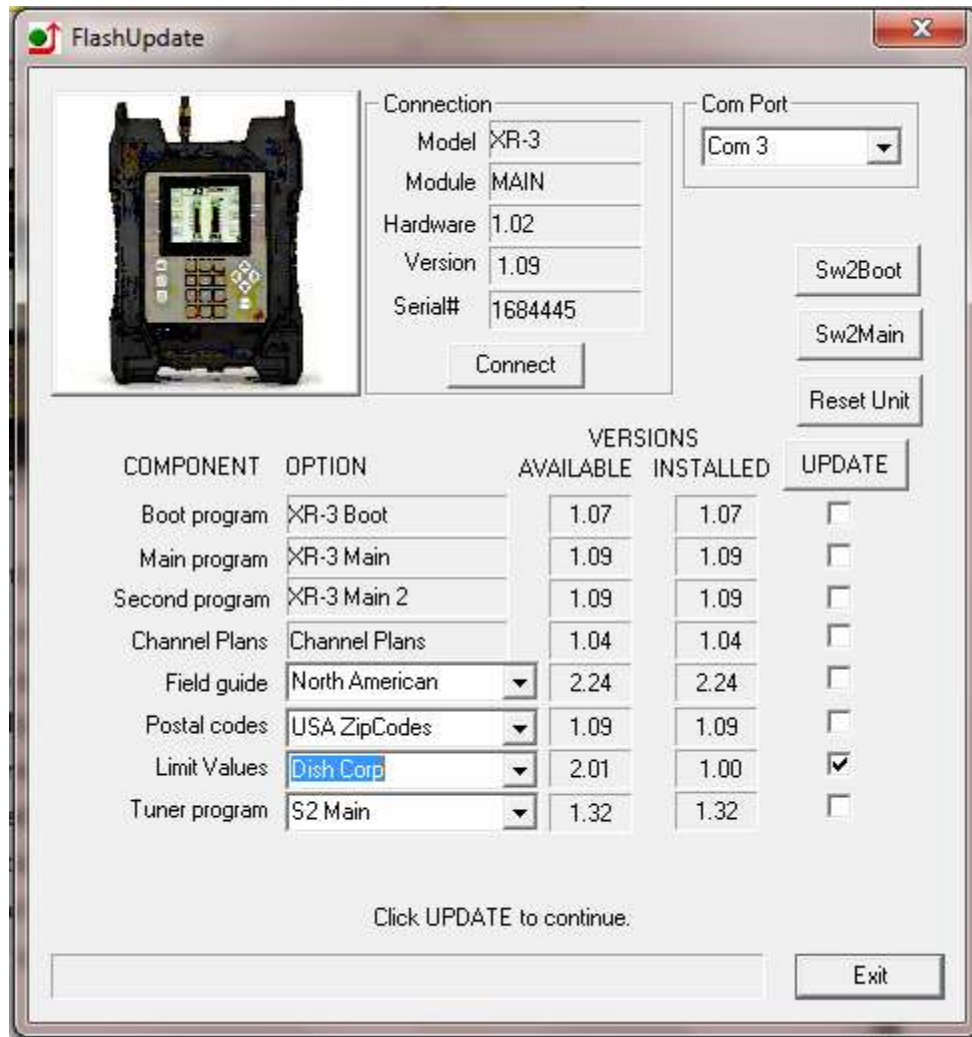 FlashUpdate
Connection
Model XR-3
Module MAIN
Hardware 1.02
Version 1.09
Serial# 1684445
Connect
Com Port
Com 3
Sw2Boot
Sw2Main
Reset Unit
VERSIONS
COMPONENT OPTION AVAILABLE INSTALLED UPDATE
Boot program XR-3 Boot 1.07 1.07
Main program XR-3 Main 1.09 1.09
Second program XR-3 Main 2 1.09 1.09
Channel Plans Channel Plans 1.04 1.04
Field guide North American 2.24 2.24
Postal codes USA ZipCodes 1.09 1.09
Limit Values Dish Corp 2.01 1.00
Tuner program S2 Main 1.32 1.32
Click UPDATE to continue.
Exit